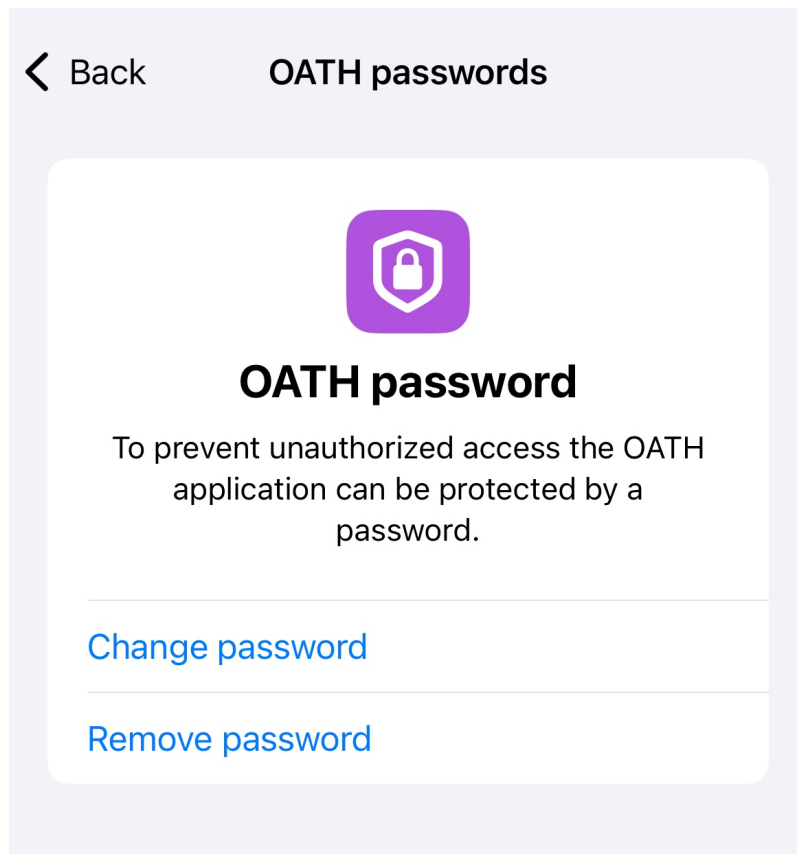 Back
OATH passwords
OATH password
To prevent unauthorized access the OATH
application can be protected by a
password.
Change password
Remove password